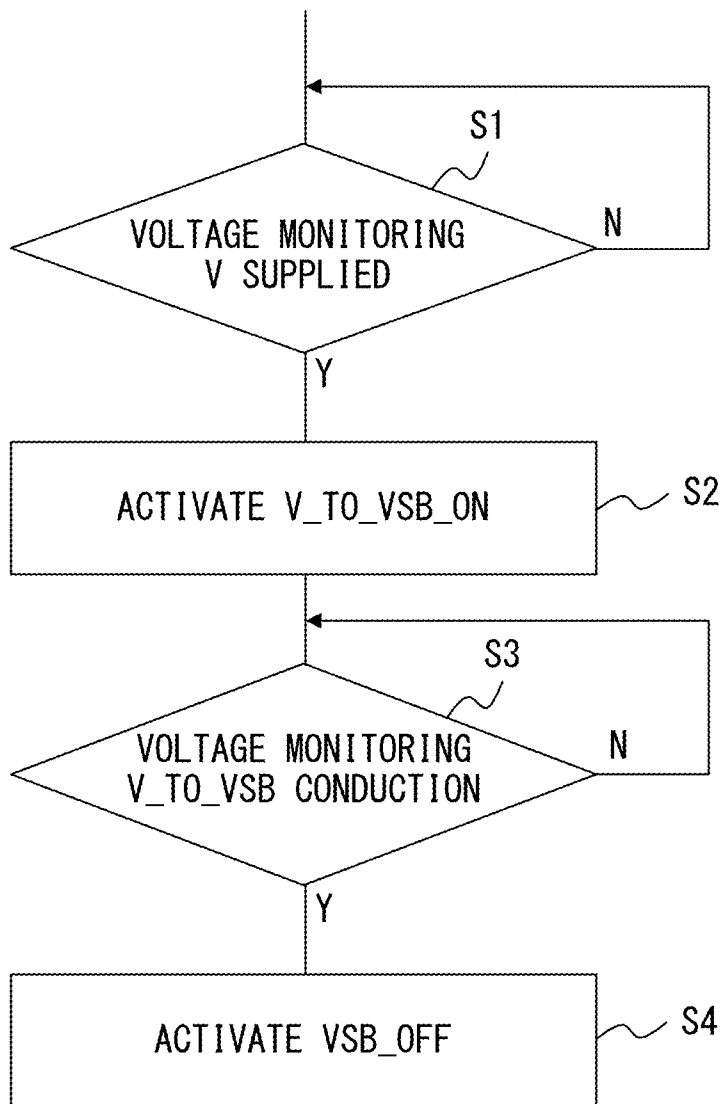 S1
VOLTAGE MONITORING
V SUPPLIED
N
Y
ACTIVATE V_TO_VSB_ON
S2
S3
VOLTAGE MONITORING
V_TO_VSB CONDUCTION
N
Y
ACTIVATE VSB_OFF
S4